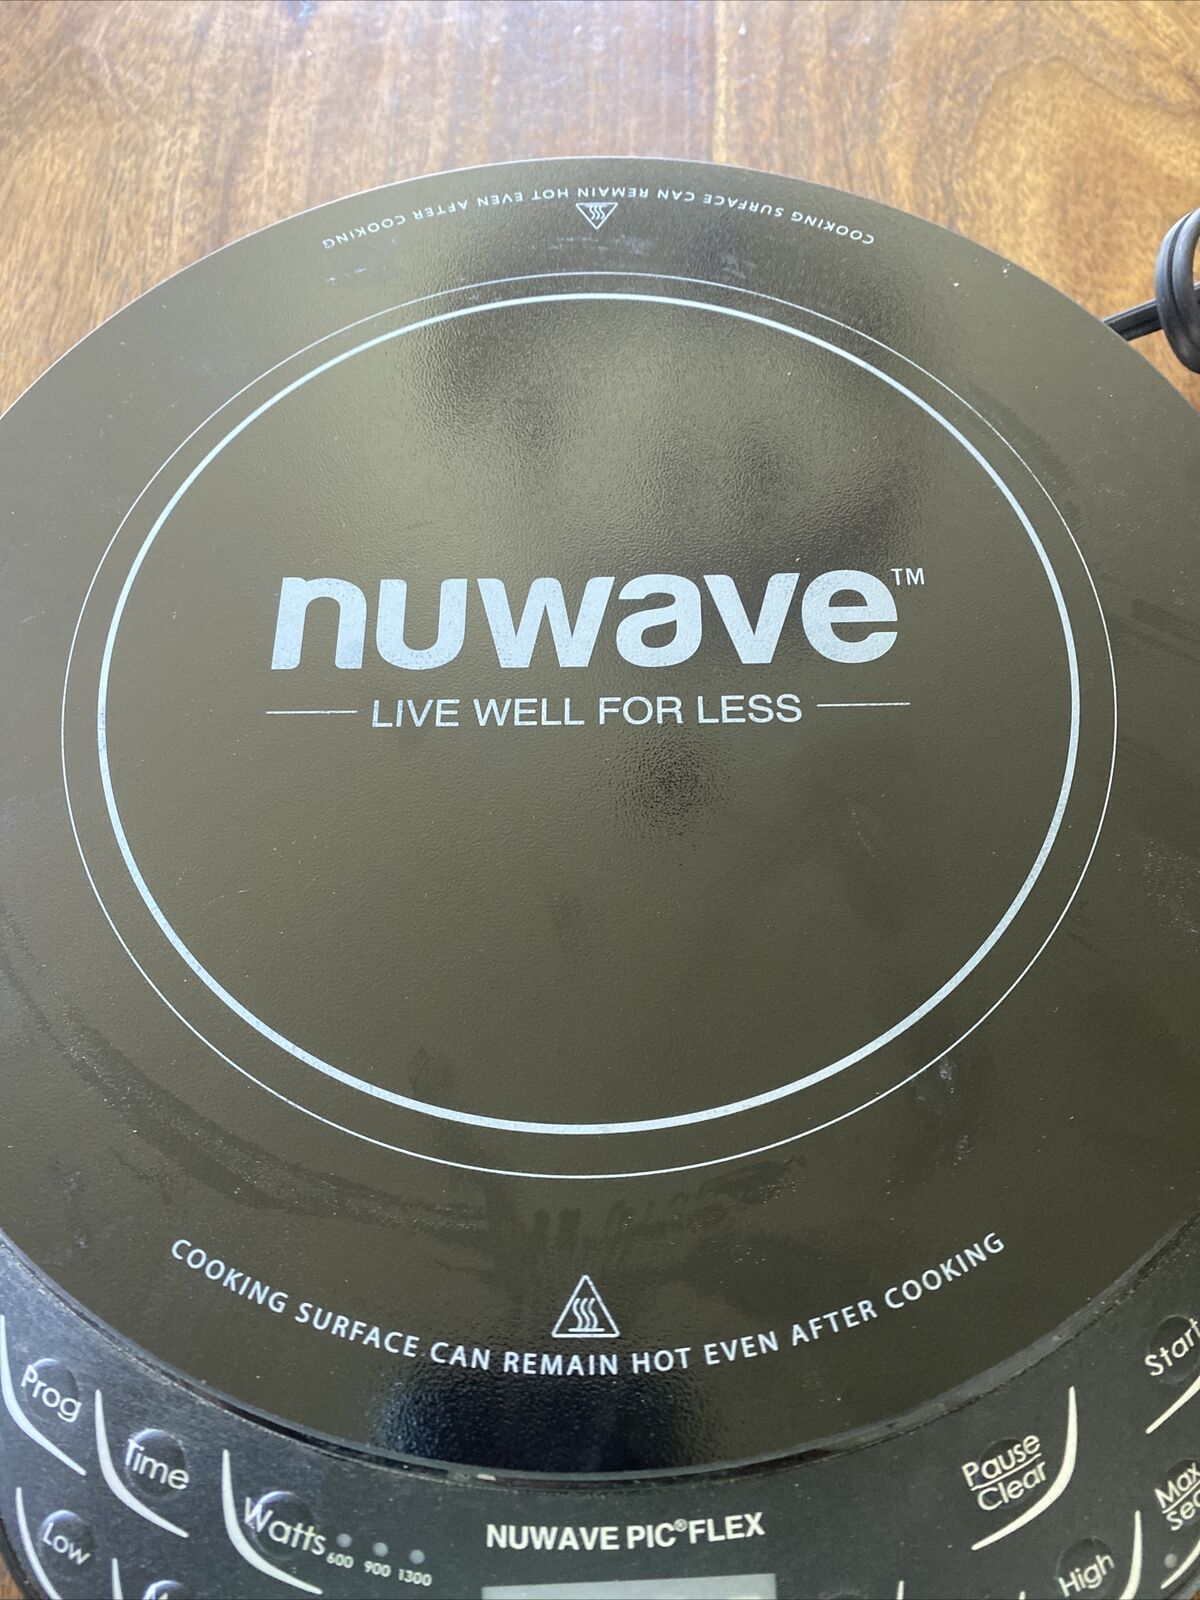 COOKING SURFACE CAN REMAIN HOT EVEN AFTER COOKING
nuwave™
LIVE WELL FOR LESS
COOKING SURFACE CAN REMAIN HOT EVEN AFTER COOKING
Start
Prog
Time
Pause
Clear
Max
Watts
600 900 1300
NUWAVE PIC®FLEX
Low
High